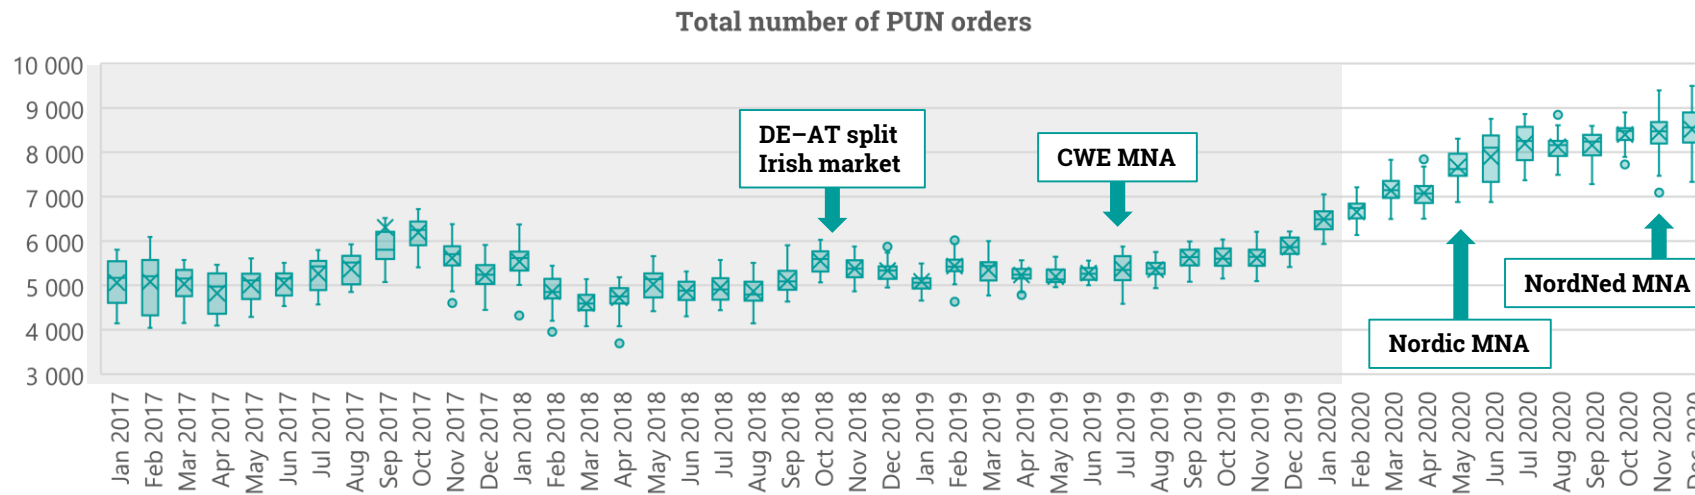 Total number of PUN orders
10 000
9 000
8 000
7 000
6 000
5 000
4 000
3 000
DE–AT split
Irish market
CWE MNA
NordNed MNA
Nordic MNA
Jan 2017
Feb 2017
Mar 2017
Apr 2017
May 2017
Jun 2017
Jul 2017
Aug 2017
Sep 2017
Oct 2017
Nov 2017
Dec 2017
Jan 2018
Feb 2018
Mar 2018
Apr 2018
May 2018
Jun 2018
Jul 2018
Aug 2018
Sep 2018
Oct 2018
Nov 2018
Dec 2018
Jan 2019
Feb 2019
Mar 2019
Apr 2019
May 2019
Jun 2019
Jul 2019
Aug 2019
Sep 2019
Oct 2019
Nov 2019
Dec 2019
Jan 2020
Feb 2020
Mar 2020
Apr 2020
May 2020
Jun 2020
Jul 2020
Aug 2020
Sep 2020
Oct 2020
Nov 2020